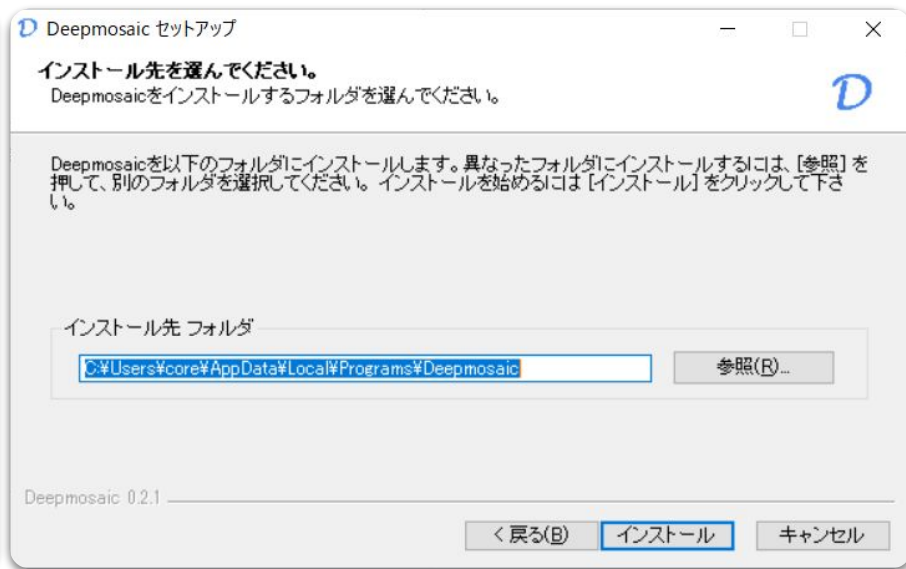 Deepmosaic セットアップ
インストール先を選んでください。
Deepmosaicをインストールするフォルダを選んでください。
D
Deepmosaicを以下のフォルダにインストールします。異なったフォルダにインストールするには、[参照] を
押して、別のフォルダを選択してください。インストールを始めるには [インストール] をクリックして下さ
い。
インストール先 フォルダ
C:¥Users¥core¥AppData¥Local¥Programs¥Deepmosaic
参照(R)...
Deepmosaic 0.2.1
< 戻る(B)
インストール
キャンセル